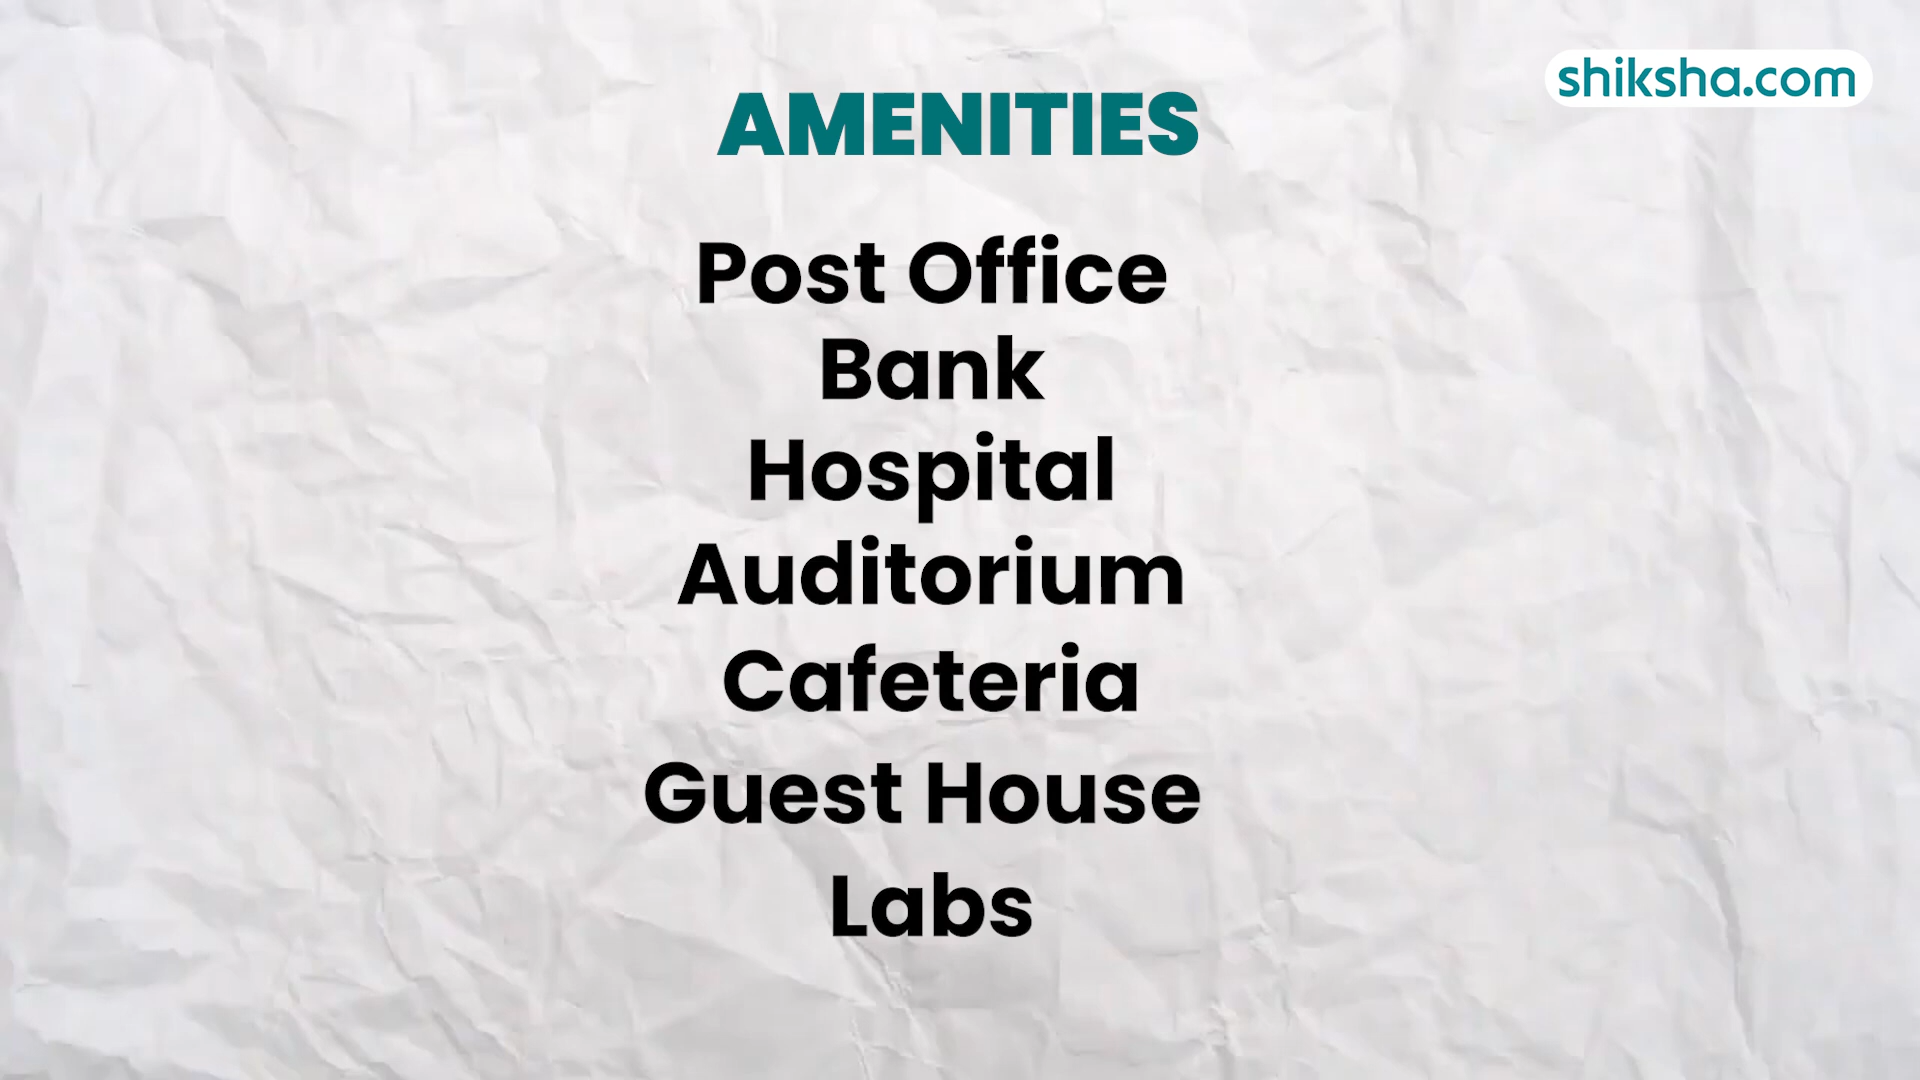 shiksha.com
AMENITIES
Post Office
Bank
Hospital
Auditorium
Cafeteria
Guest House
Labs